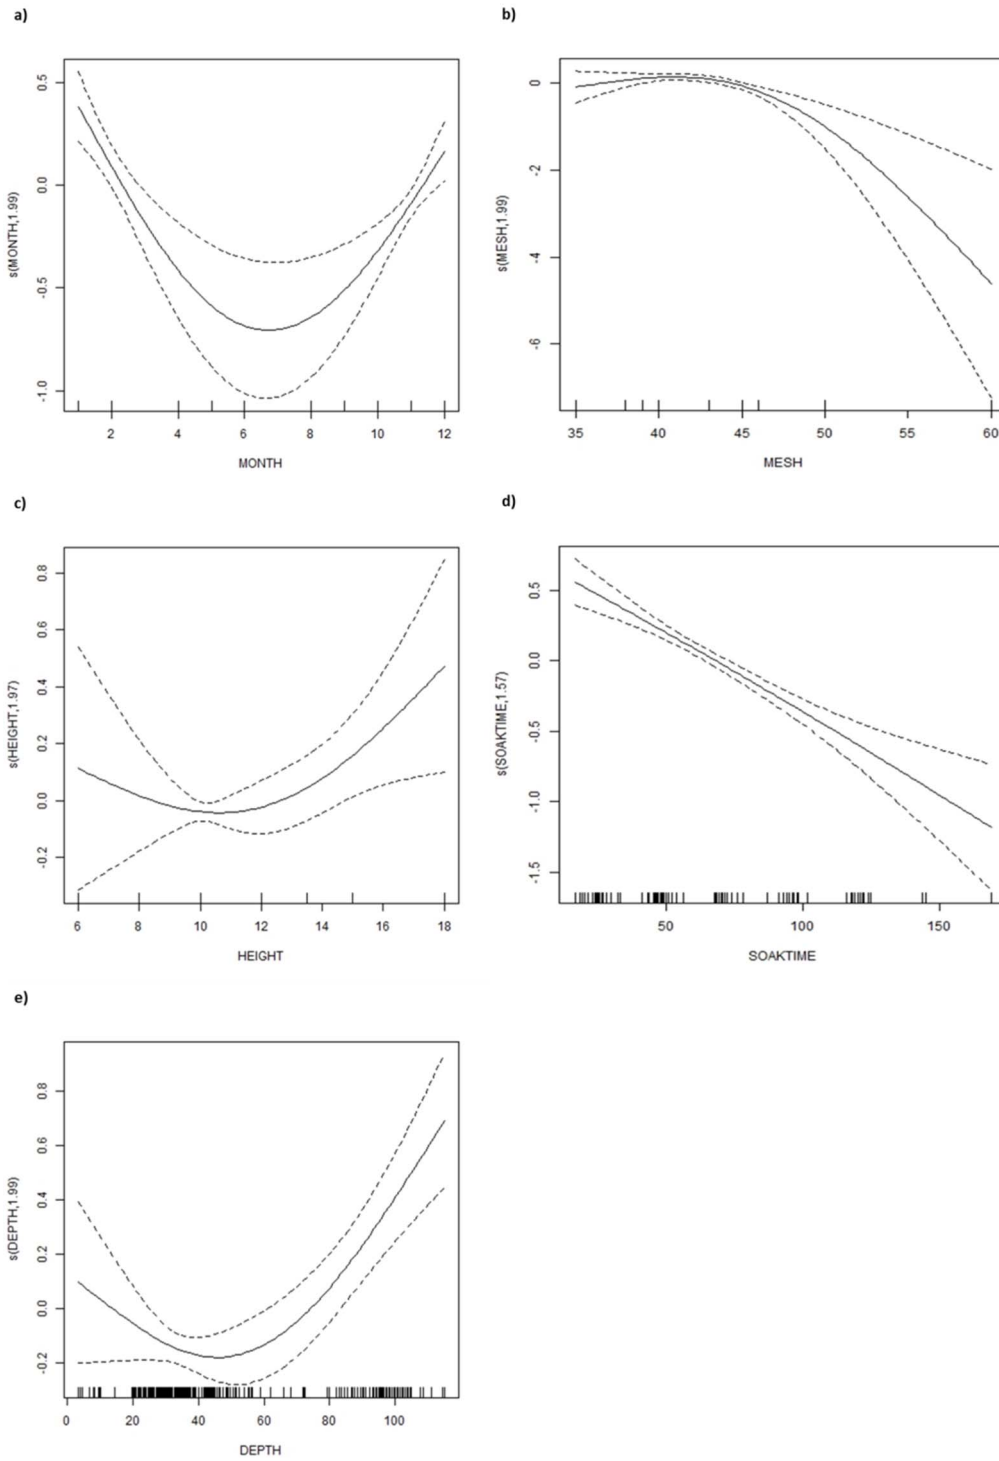 a)
0.5
0.0
-0.5
-1.0
s(MONTH,1.99)
2 4 6 8 10 12
MONTH
b)
0
-2
-4
-6
s(MESH,1.99)
35 40 45 50 55 60
MESH
c)
0.8
0.6
0.4
0.2
0.0
-0.2
s(HEIGHT,1.97)
6 8 10 12 14 16 18
HEIGHT
d)
0.5
0.0
-0.5
-1.0
-1.5
s(SOAKTIME,1.57)
50 100 150
SOAKTIME
e)
0.8
0.6
0.4
0.2
0.0
-0.2
s(DEPTH,1.99)
0 20 40 60 80 100
DEPTH